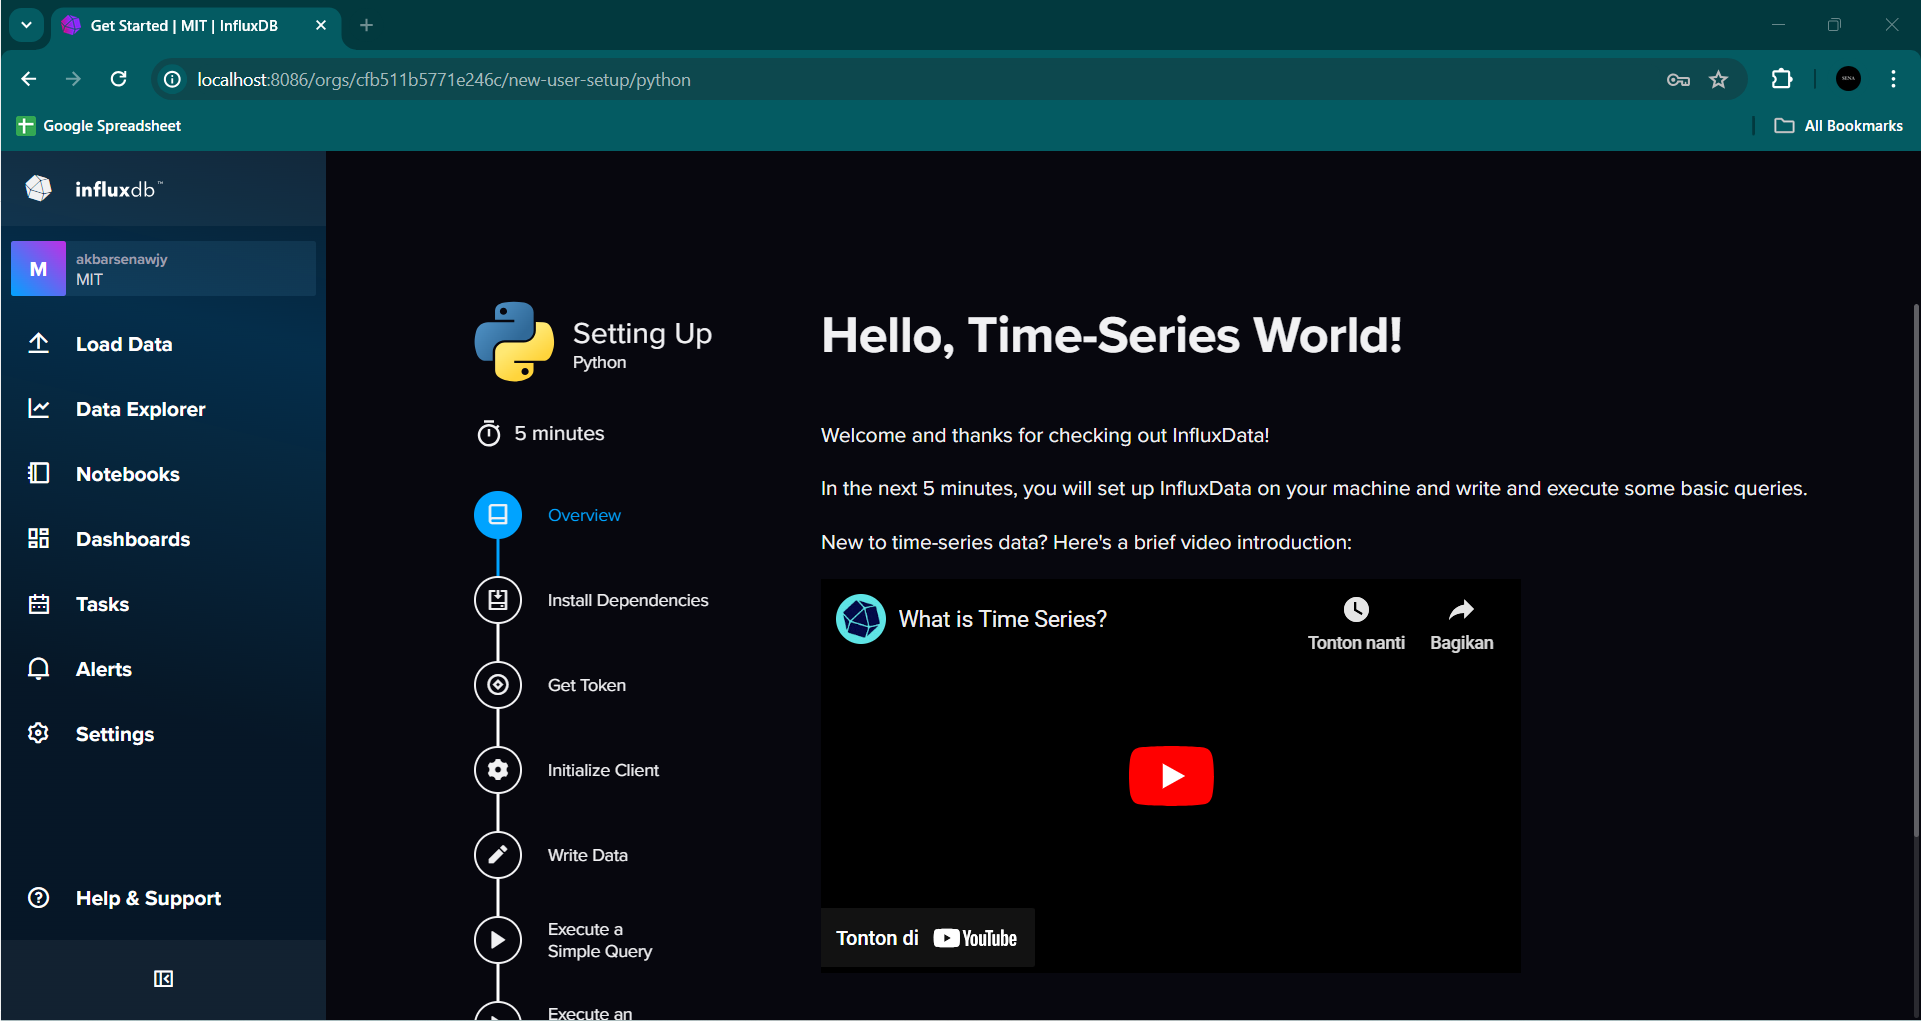 Get Started | MIT | InfluxDB
localhost:8086/orgs/cfb511b5771e246c/new-user-setup/python
Google Spreadsheet
All Bookmarks
influxdb™
M
akbarsenawjy
MIT
Load Data
Data Explorer
Notebooks
Dashboards
Tasks
Alerts
Settings
Help & Support
Setting Up
Python
5 minutes
Overview
Install Dependencies
Get Token
Initialize Client
Write Data
Execute a
Simple Query
Execute an
Hello, Time-Series World!
Welcome and thanks for checking out InfluxData!
In the next 5 minutes, you will set up InfluxData on your machine and write and execute some basic queries.
New to time-series data? Here's a brief video introduction:
What is Time Series?
Tonton nanti
Bagikan
Tonton di YouTube